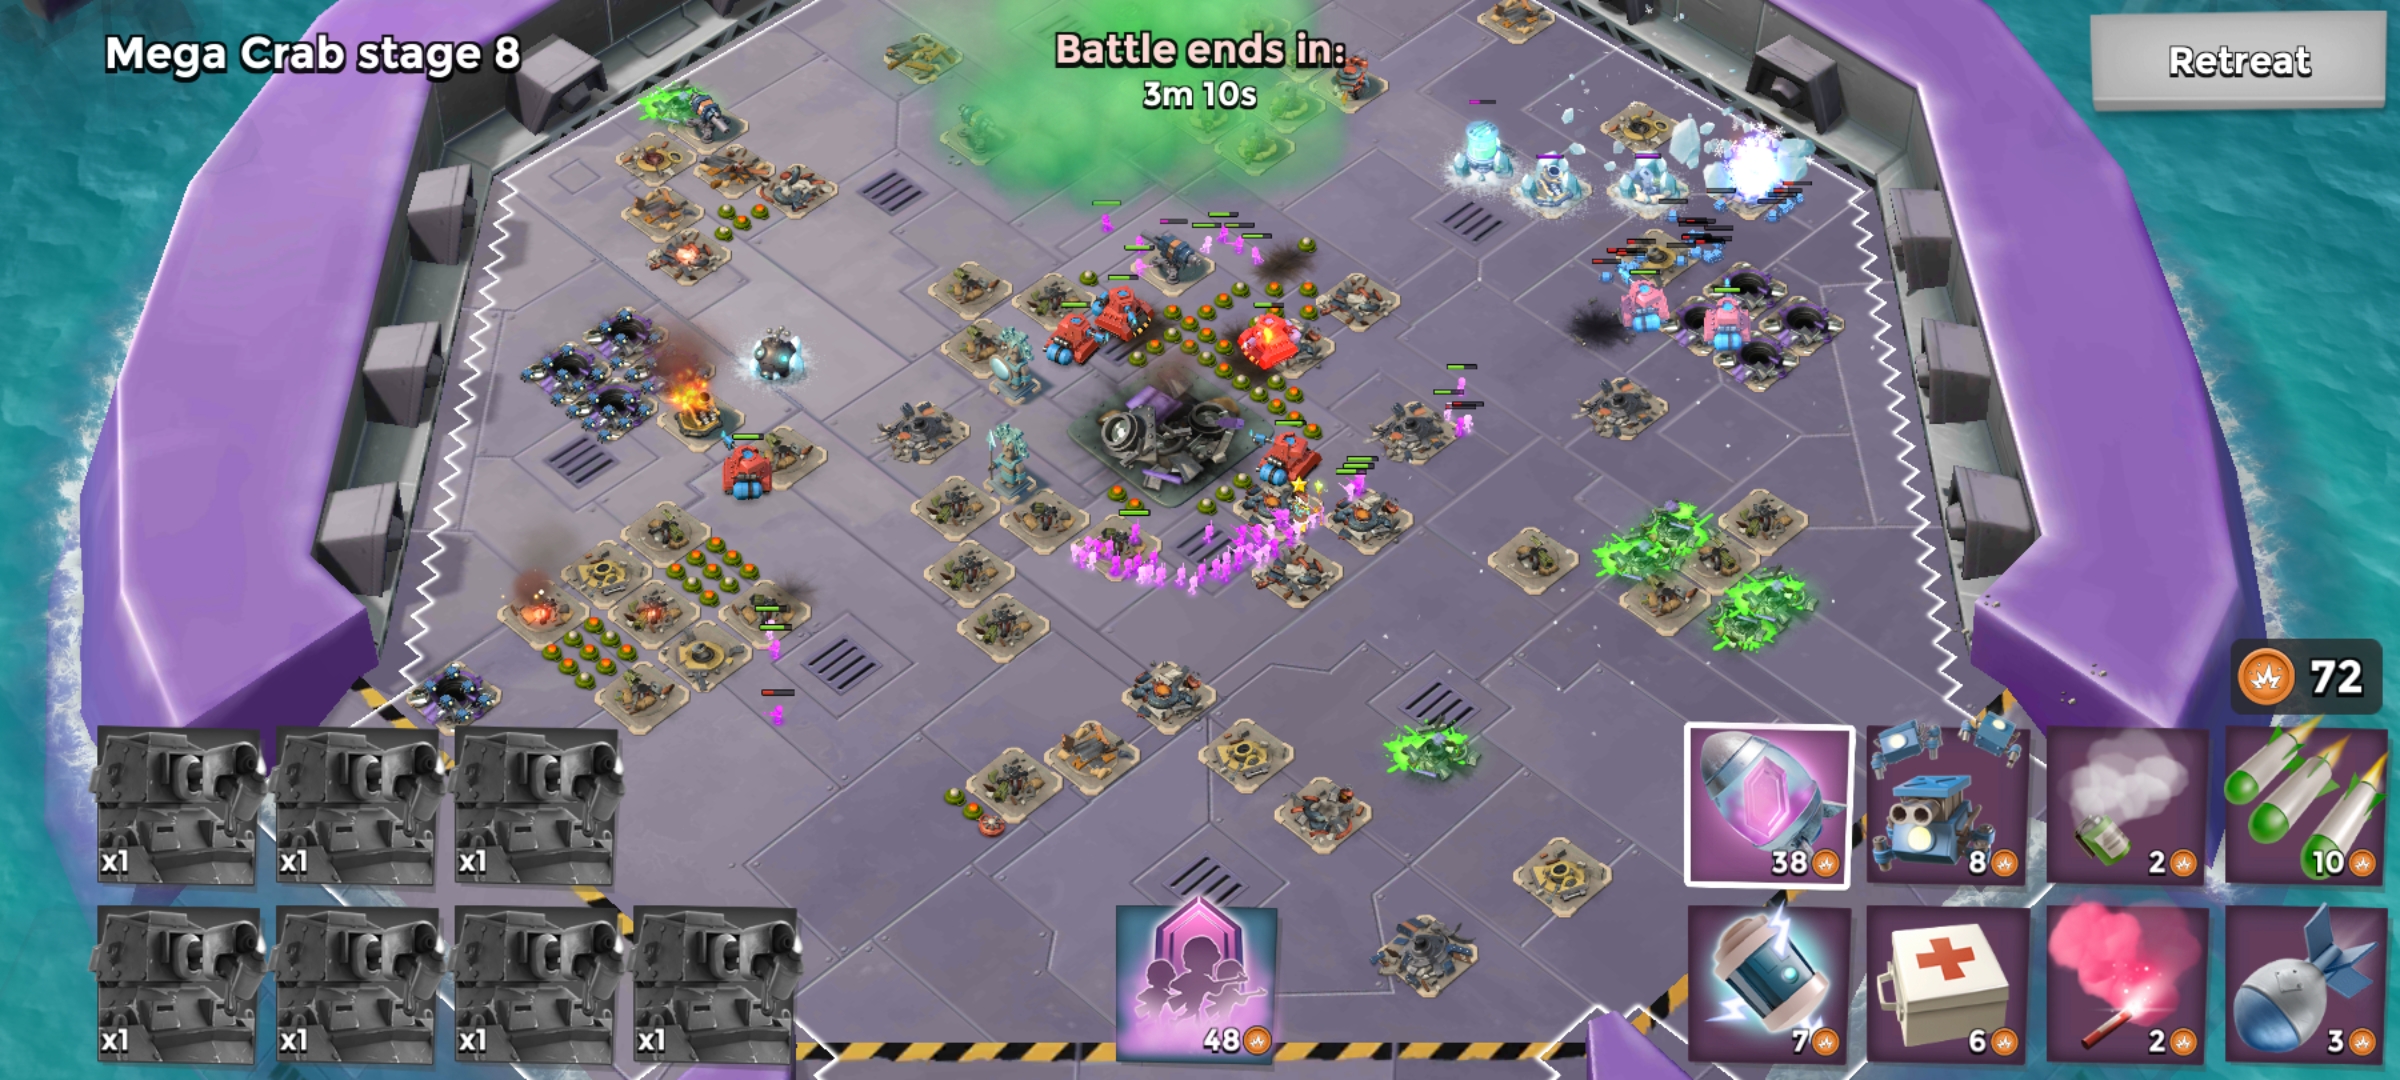 Mega Crab stage 8
Battle ends in:
3m 10s
Retreat
72
x1
x1
x1
38
8
2
10
x1
x1
x1
x1
48
7
6
2
3